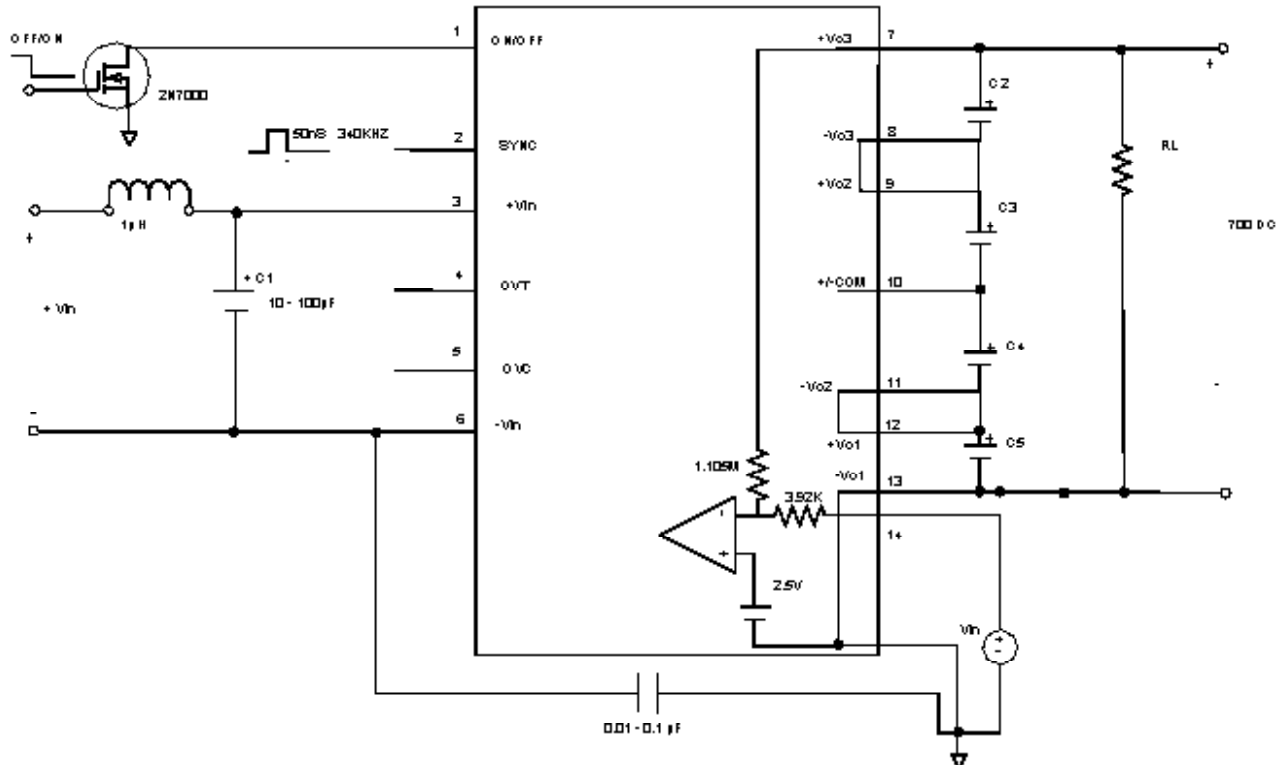 OFF/ON
2N7000
1
ON/OFF
50nS 340KHZ
2
SYNC
1µH
3
+Vin
+
+ C1
10 - 100µF
+ Vin
4
OVT
5
OVC
-
6
-Vin
+Vo3
7
-Vo3
8
+Vo2
9
+/-COM
10
-Vo2
11
12
+Vo1
-Vo1
13
14
+
C2
+
C3
+
C4
+
C5
RL
+
700 DC
-
1.105M
3.92K
-
+
2.5V
Vin
+
-
0.01 - 0.1 µF